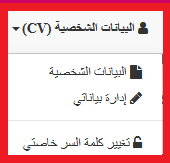 البيانات الشخصية (CV)
البيانات الشخصية
إدارة بياناتي
تغيير كلمة السر خاصتي